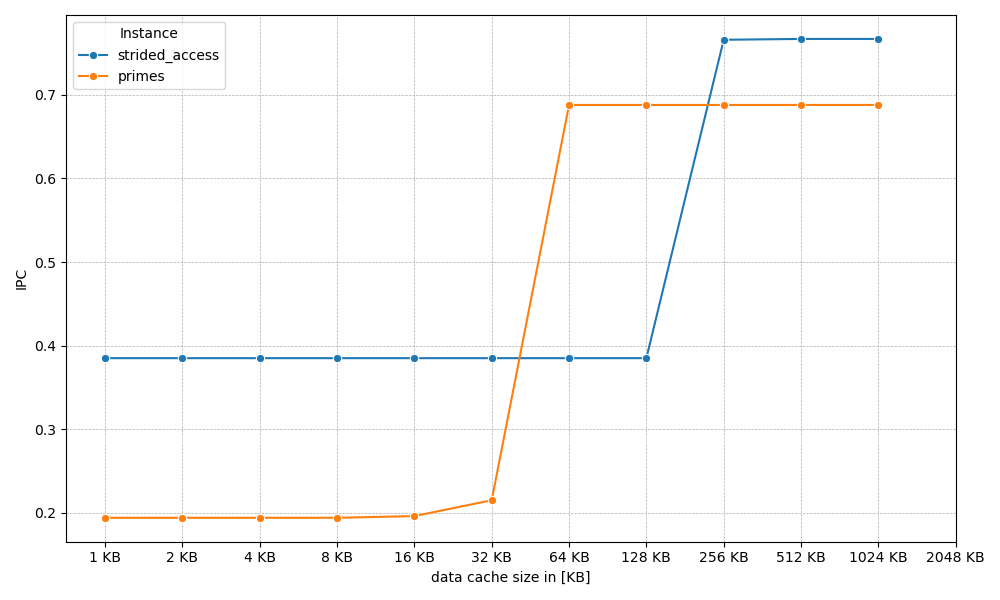 Instance
strided_access
primes
IPC
0.7
0.6
0.5
0.4
0.3
0.2
1 KB 2 KB 4 KB 8 KB 16 KB 32 KB 64 KB 128 KB 256 KB 512 KB 1024 KB 2048 KB
data cache size in [KB]